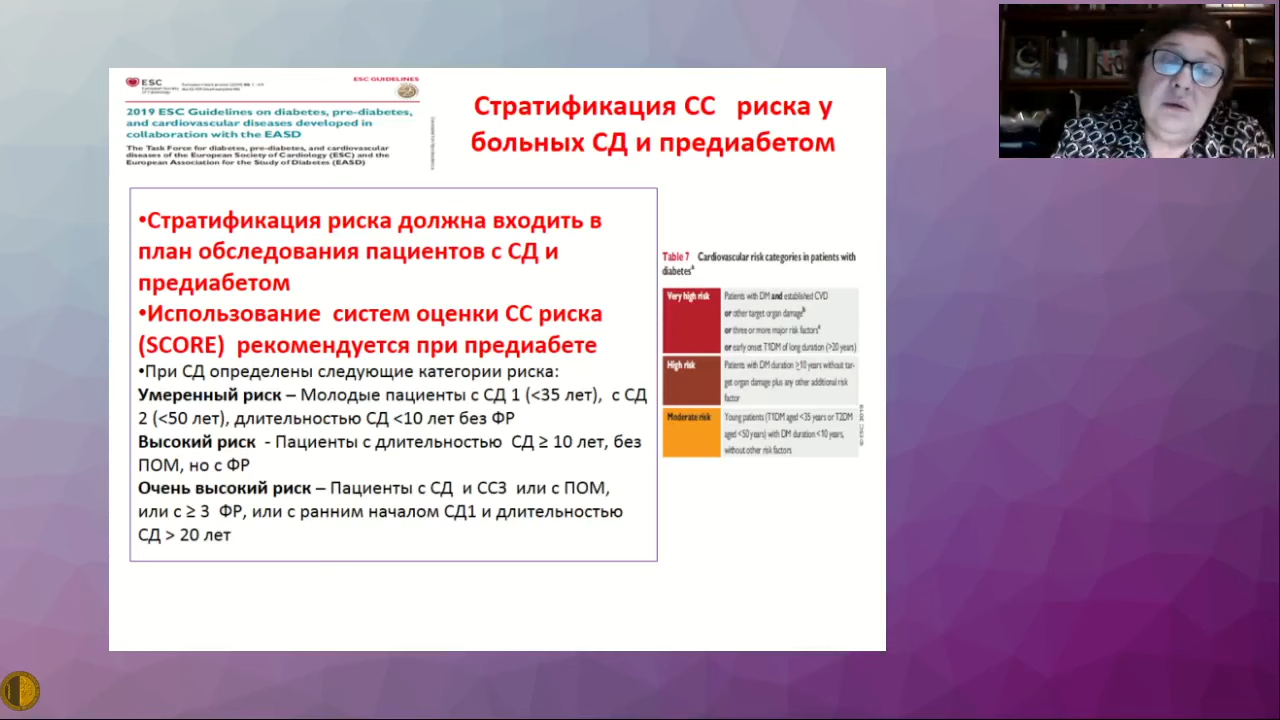 ESC
European Society
of Cardiology
ESC GUIDELINES
2019 ESC Guidelines on diabetes, pre-diabetes,
and cardiovascular diseases developed in
collaboration with the EASD
The Task Force for diabetes, pre-diabetes, and cardiovascular
diseases of the European Society of Cardiology (ESC) and the
European Association for the Study of Diabetes (EASD)
Стратификация СС риска у
больных СД и предиабетом
•Стратификация риска должна входить в
план обследования пациентов с СД и
предиабетом
•Использование систем оценки СС риска
(SCORE) рекомендуется при предиабете
•При СД определены следующие категории риска:
Умеренный риск – Молодые пациенты с СД 1 (<35 лет), с СД
2 (<50 лет), длительностью СД <10 лет без ФР
Высокий риск - Пациенты с длительностью СД ≥ 10 лет, без
ПОМ, но с ФР
Очень высокий риск – Пациенты с СД и ССЗ или с ПОМ,
или с ≥ 3 ФР, или с ранним началом СД1 и длительностью
СД > 20 лет
Table 7 Cardiovascular risk categories in patients with
diabetesᵃ
Very high risk
Patients with DM and established CVD
or other target organ damageᵇ
or three or more major risk factors
or early onset T1DM of long duration (>20 years)
High risk
Patients with DM duration ≥10 years without tar-
get organ damage plus any other additional risk
factor
Moderate risk
Young patients (T1DM aged <35 years or T2DM
aged <50 years) with DM duration <10 years,
without other risk factors
© ESC 2019